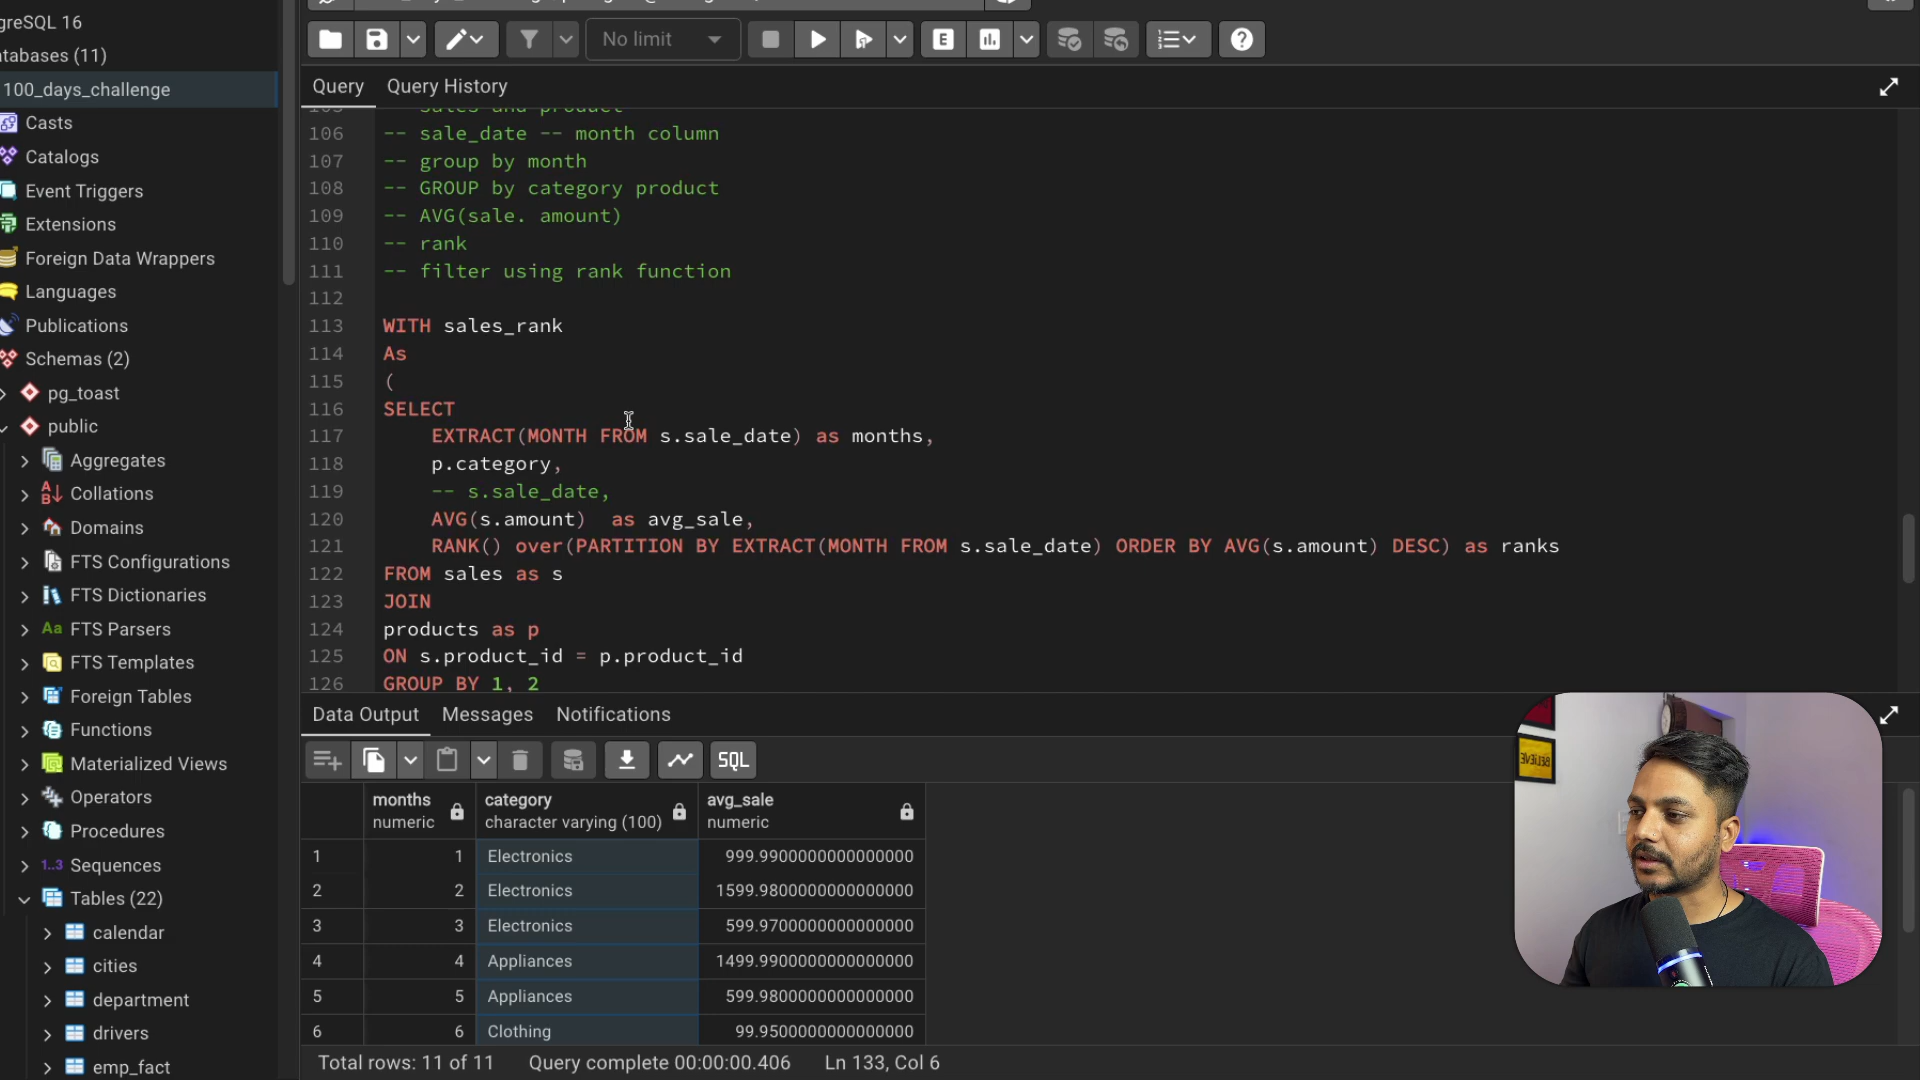 greSQL 16
atabases (11)
100_days_challenge
Casts
Catalogs
Event Triggers
Extensions
Foreign Data Wrappers
Languages
Publications
Schemas (2)
pg_toast
public
Aggregates
Collations
Domains
FTS Configurations
FTS Dictionaries
Aa FTS Parsers
FTS Templates
Foreign Tables
Functions
Materialized Views
Operators
Procedures
1..3 Sequences
Tables (22)
calendar
cities
department
drivers
emp_fact
No limit
E
Query Query History
106 -- sale_date -- month column
107 -- group by month
108 -- GROUP by category product
109 -- AVG(sale. amount)
110 -- rank
111 -- filter using rank function
112
113 WITH sales_rank
114 As
115 (
116 SELECT
117 EXTRACT(MONTH FROM s.sale_date) as months,
118 p.category,
119 -- s.sale_date,
120 AVG(s.amount) as avg_sale,
121 RANK() over(PARTITION BY EXTRACT(MONTH FROM s.sale_date) ORDER BY AVG(s.amount) DESC) as ranks
122 FROM sales as s
123 JOIN
124 products as p
125 ON s.product_id = p.product_id
126 GROUP BY 1, 2
Data Output Messages Notifications
SQL
months category avg_sale
numeric character varying (100) numeric
1 1 Electronics 999.9900000000000000
2 2 Electronics 1599.9800000000000000
3 3 Electronics 599.9700000000000000
4 4 Appliances 1499.9900000000000000
5 5 Appliances 599.9800000000000000
6 6 Clothing 99.9500000000000000
Total rows: 11 of 11 Query complete 00:00:00.406 Ln 133, Col 6
BELIEVE